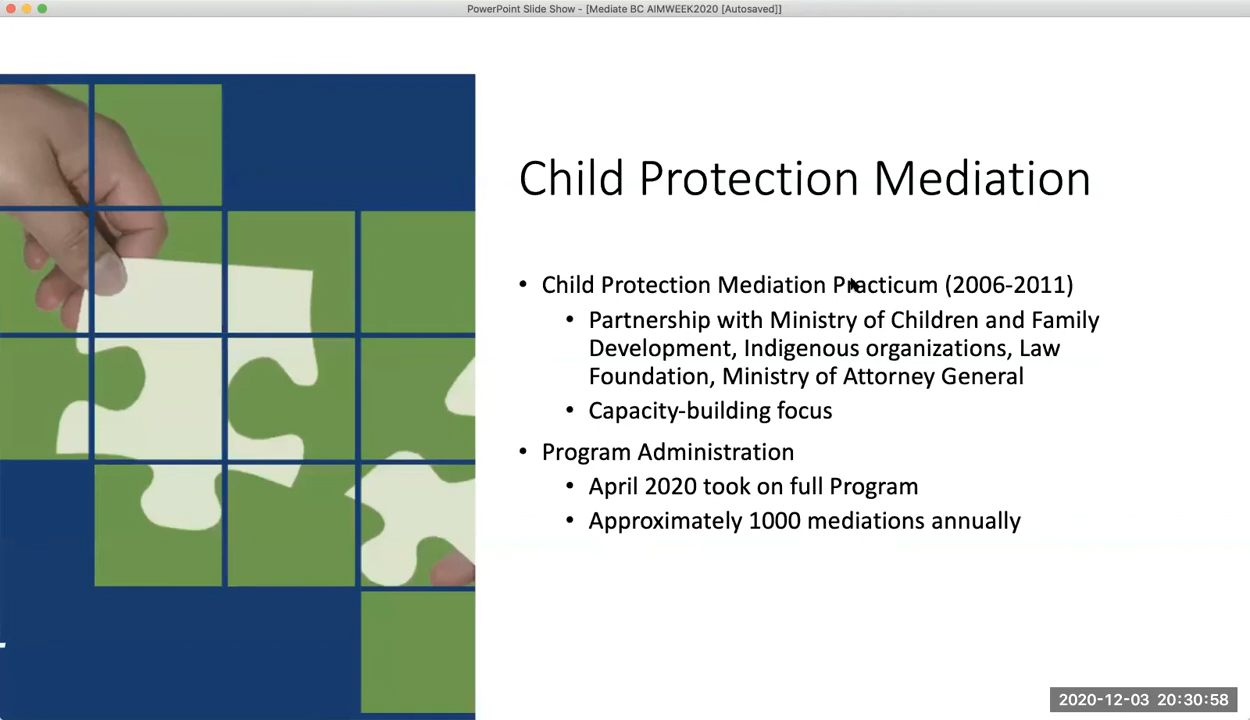 PowerPoint Slide Show - [Mediate BC AIMWEEK2020 [Autosaved]]
Child Protection Mediation
• Child Protection Mediation Practicum (2006-2011)
• Partnership with Ministry of Children and Family
Development, Indigenous organizations, Law
Foundation, Ministry of Attorney General
• Capacity-building focus
• Program Administration
• April 2020 took on full Program
• Approximately 1000 mediations annually
2020-12-03 20:30:58